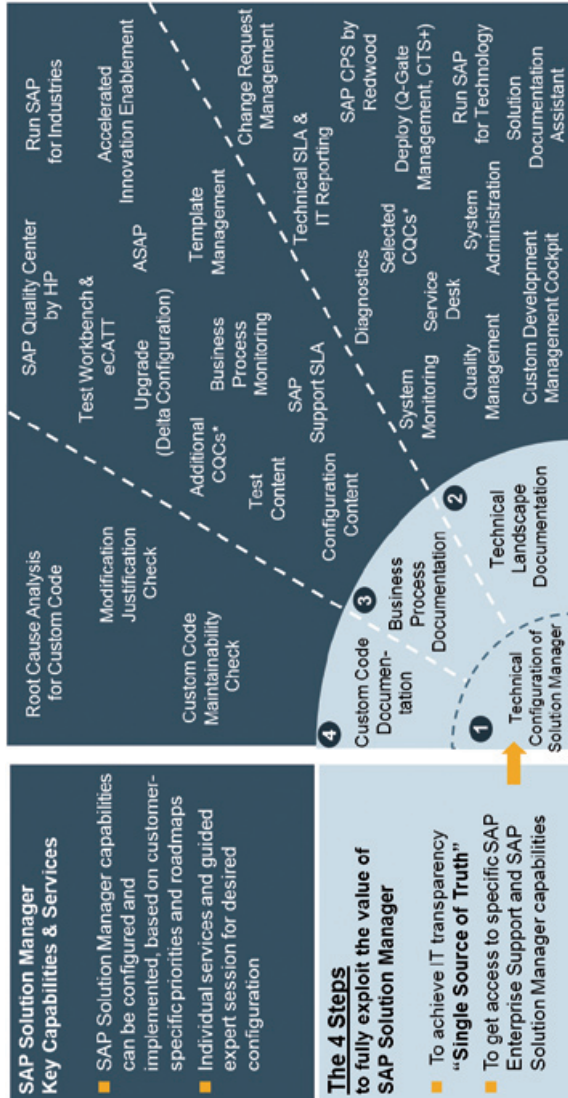 SAP Solution Manager
Key Capabilities & Services
SAP Solution Manager capabilities
can be configured and
implemented, based on customer-
specific priorities and roadmaps
Individual services and guided
expert session for desired
configuration
The 4 Steps
to fully exploit the value of
SAP Solution Manager
To achieve IT transparency
“Single Source of Truth”
To get access to specific SAP
Enterprise Support and SAP
Solution Manager capabilities
Root Cause Analysis
for Custom Code
Modification
Justification
Check
Custom Code
Maintainability
Check
SAP Quality Center
by HP
Run SAP
for Industries
Test Workbench &
eCATT
Accelerated
Innovation Enablement
ASAP
Upgrade
(Delta Configuration)
Template
Management
Change Request
Management
Additional
CQCs*
Business
Process
Monitoring
Test
Content
SAP
Support SLA
Configuration
Content
Technical SLA &
IT Reporting
SAP CPS by
Redwood
Diagnostics
Selected
CQCs*
Deploy (Q-Gate
Management, CTS+)
System
Monitoring
Service
Desk
Run SAP
for Technology
Quality
Management
System
Administration
Solution
Documentation
Assistant
Custom Development
Management Cockpit
4
Custom Code
Documen-
tation
3
Business
Process
Documentation
2
Technical
Landscape
Documentation
1
Technical
Configuration of
Solution Manager